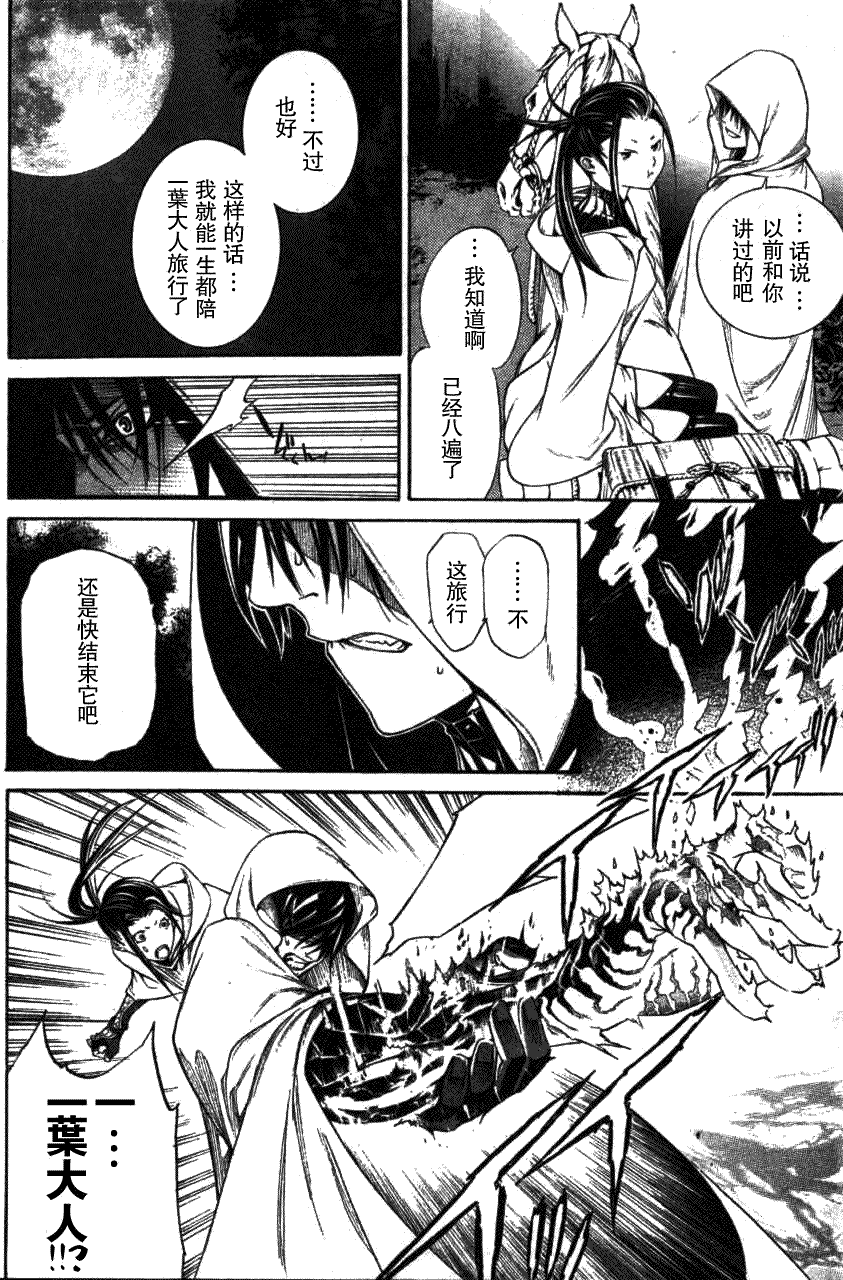 …话说…
以前和你
讲过的吧
…我知道啊
已经八遍了
……不过
也好
这样的话…
我就能一生都陪
一葉大人旅行了
……不
这旅行
还是快结束它吧
一…
一葉大人!!?